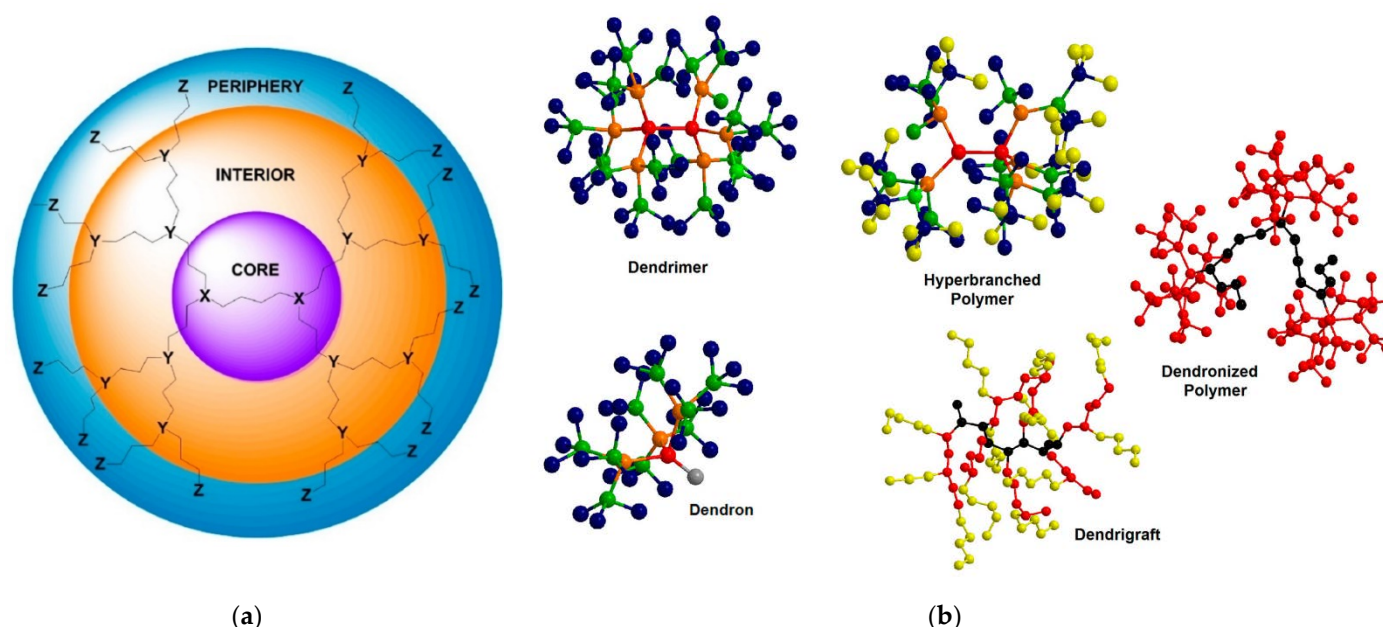 Z PERIPHERY Z
Z Y Y Z
INTERIOR Z
Z
Y Y Y Y
CORE
Z X X Z
Z
Y Y Y
Z Y
Z
Z Y Y
Z Z
Z Z
(a)
Dendrimer
Hyperbranched
Polymer
Dendronized
Polymer
Dendron
Dendrigraft
(b)